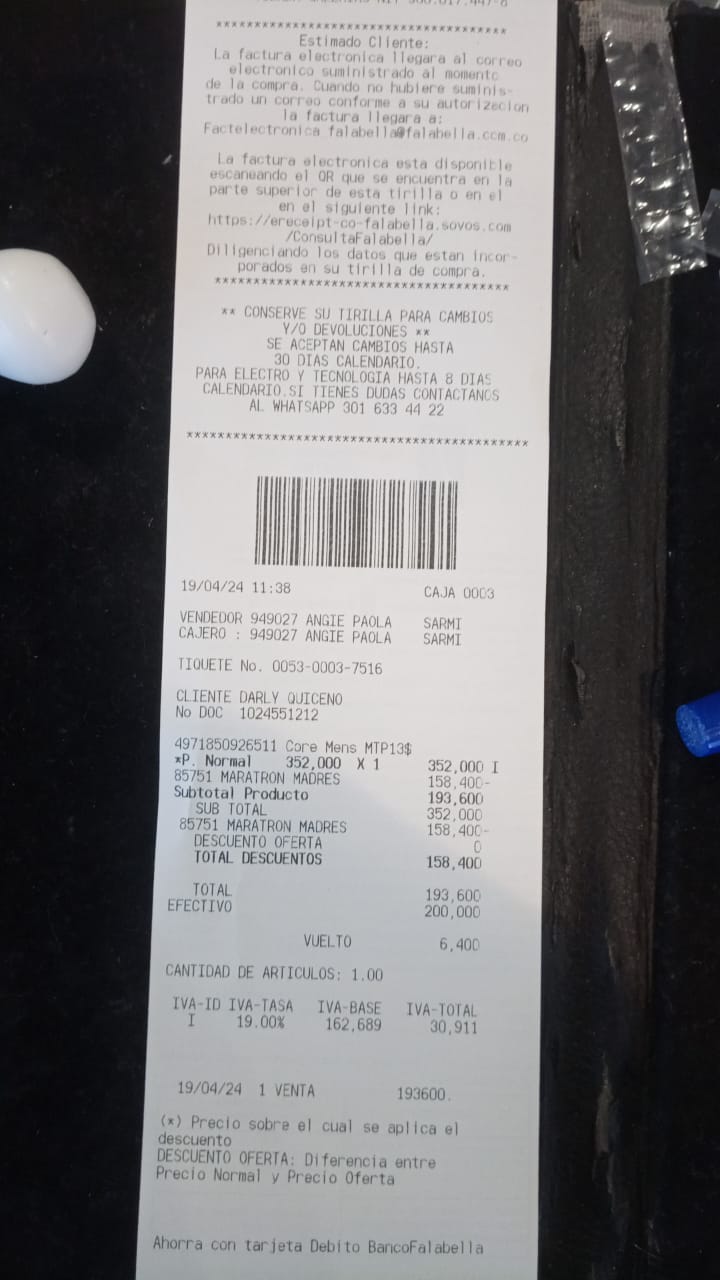 ************************************
Estimado Cliente:
La factura electronica llegara al correo
electronico suministrado al momento
de la compra. Cuando no hubiere suminis-
trado un correo conforme a su autorizacion
la factura llegara a:
Factelectronica falabella@falabella.com.co
La factura electronica esta disponible
escaneando el QR que se encuentra en la
parte superior de esta tirilla o en el
en el siguiente link:
https://ereceipt-co-falabella.sovos.com
/ConsultaFalabella/
Diligenciando los datos que estan incor-
porados en su tirilla de compra.
************************************
** CONSERVE SU TIRILLA PARA CAMBIOS
Y/O DEVOLUCIONES **
SE ACEPTAN CAMBIOS HASTA
30 DIAS CALENDARIO.
PARA ELECTRO Y TECNOLOGIA HASTA 8 DIAS
CALENDARIO.SI TIENES DUDAS CONTACTANOS
AL WHATSAPP 301 633 44 22
******************************************
19/04/24 11:38 CAJA 0003
VENDEDOR 949027 ANGIE PAOLA SARMI
CAJERO : 949027 ANGIE PAOLA SARMI
TIQUETE No. 0053-0003-7516
CLIENTE DARLY QUICENO
No DOC 1024551212
4971850926511 Core Mens MTP13$
*P. Normal 352,000 X 1 352,000 I
85751 MARATRON MADRES 158,400-
Subtotal Producto 193,600
SUB TOTAL 352,000
85751 MARATRON MADRES 158,400-
DESCUENTO OFERTA 0
TOTAL DESCUENTOS 158,400
TOTAL 193,600
EFECTIVO 200,000
VUELTO 6,400
CANTIDAD DE ARTICULOS: 1.00
IVA-ID IVA-TASA IVA-BASE IVA-TOTAL
I 19.00% 162,689 30,911
19/04/24 1 VENTA 193600.
(*) Precio sobre el cual se aplica el
descuento
DESCUENTO OFERTA: Diferencia entre
Precio Normal y Precio Oferta
Ahorra con tarjeta Debito BancoFalabella